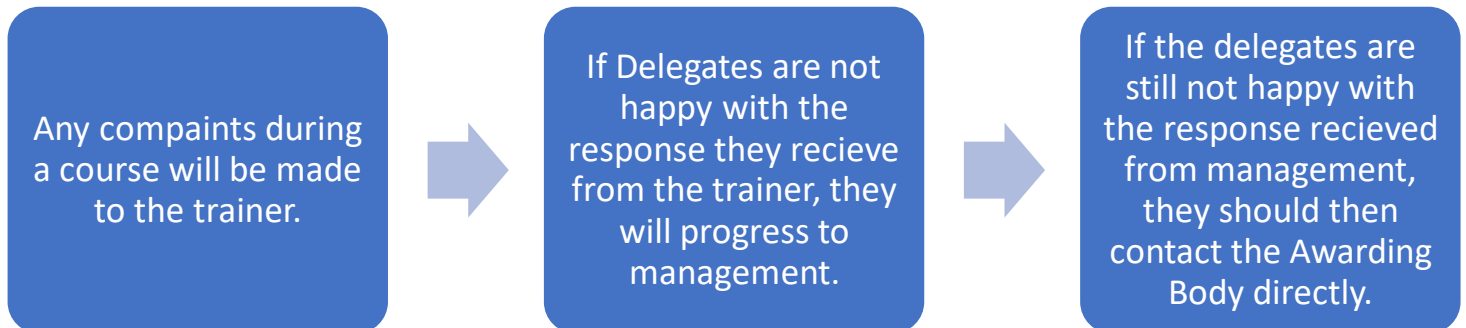 Any compaints during
a course will be made
to the trainer.
If Delegates are not
happy with the
response they recieve
from the trainer, they
will progress to
management.
If the delegates are
still not happy with
the response recieved
from management,
they should then
contact the Awarding
Body directly.